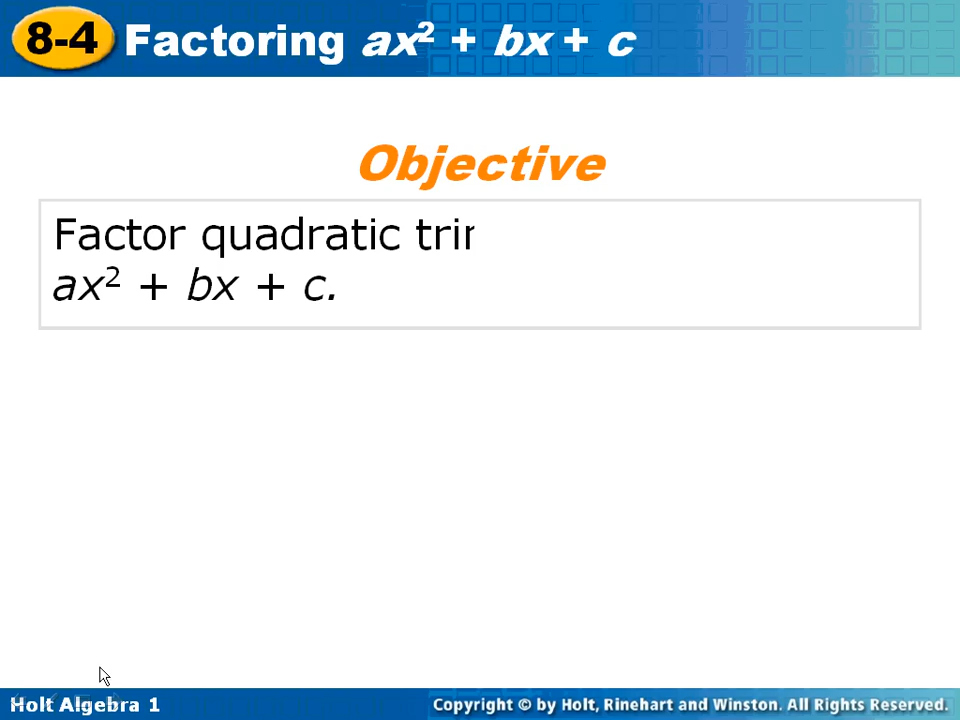 8-4 Factoring ax² + bx + c
Objective
Factor quadratic
ax² + bx + c.
Holt Algebra 1
Copyright © by Holt, Rinehart and Winston. All Rights Reserved.